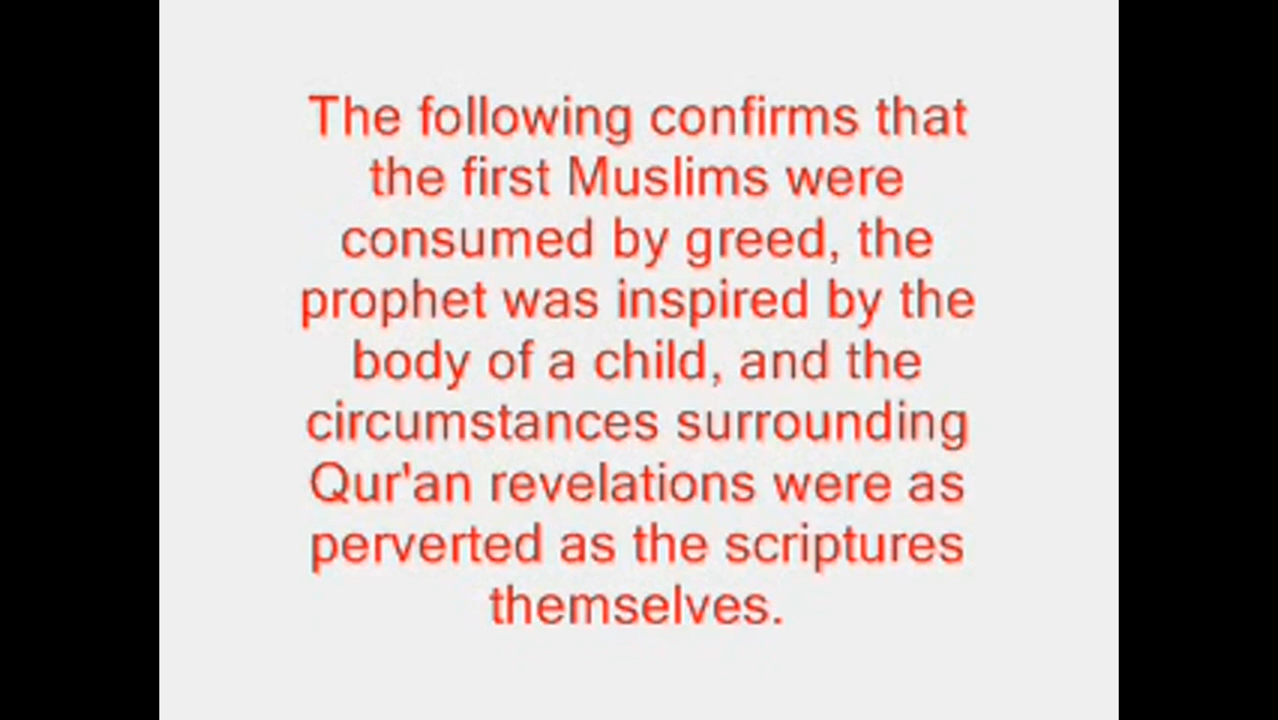 The following confirms that
the first Muslims were
consumed by greed, the
prophet was inspired by the
body of a child, and the
circumstances surrounding
Qur'an revelations were as
perverted as the scriptures
themselves.